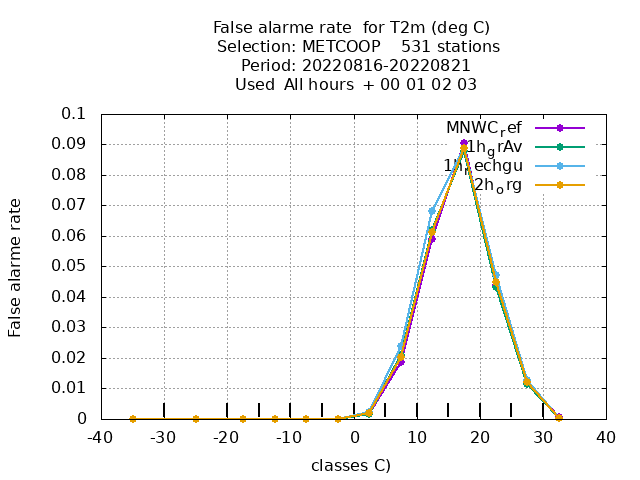 False alarme rate  for T2m (deg C)
Selection: METCOOP    531 stations
Period: 20220816-20220821
Used  All hours  + 00 01 02 03
MNWC_ref
1h_grAv
1h_rechgu
2h_org
False alarme rate
0.1
0.09
0.08
0.07
0.06
0.05
0.04
0.03
0.02
0.01
0
-40 -30 -20 -10 0 10 20 30 40
classes C)